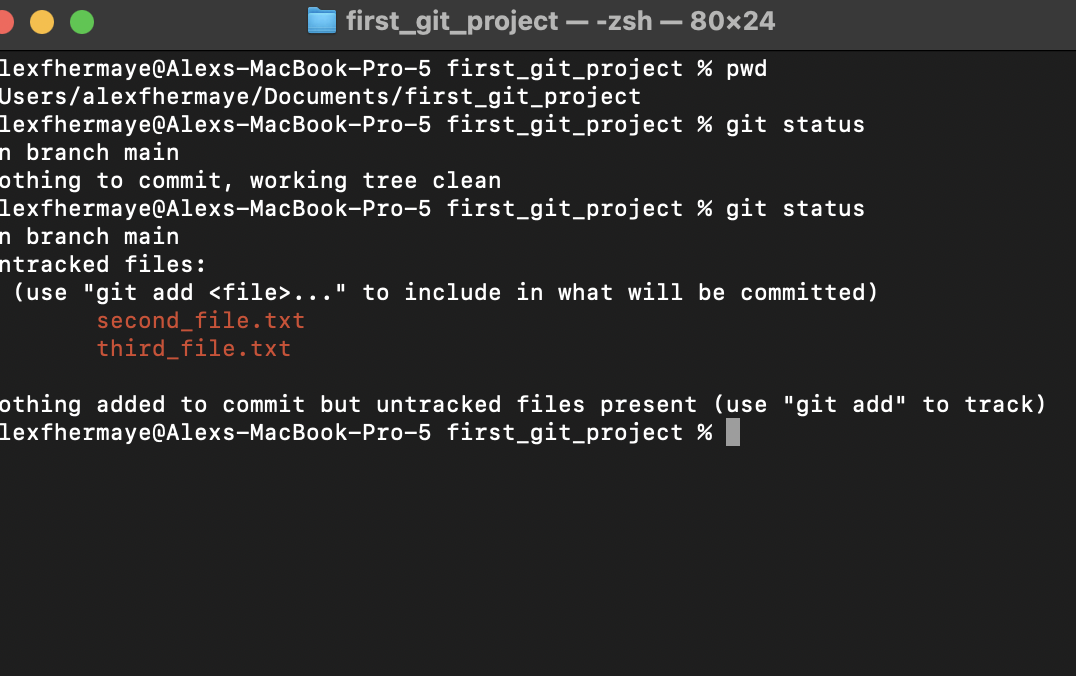 first_git_project — -zsh — 80×24
lexfhermaye@Alexs-MacBook-Pro-5 first_git_project % pwd
Users/alexfhermaye/Documents/first_git_project
lexfhermaye@Alexs-MacBook-Pro-5 first_git_project % git status
n branch main
othing to commit, working tree clean
lexfhermaye@Alexs-MacBook-Pro-5 first_git_project % git status
n branch main
ntracked files:
(use "git add <file>..." to include in what will be committed)
second_file.txt
third_file.txt
othing added to commit but untracked files present (use "git add" to track)
lexfhermaye@Alexs-MacBook-Pro-5 first_git_project %